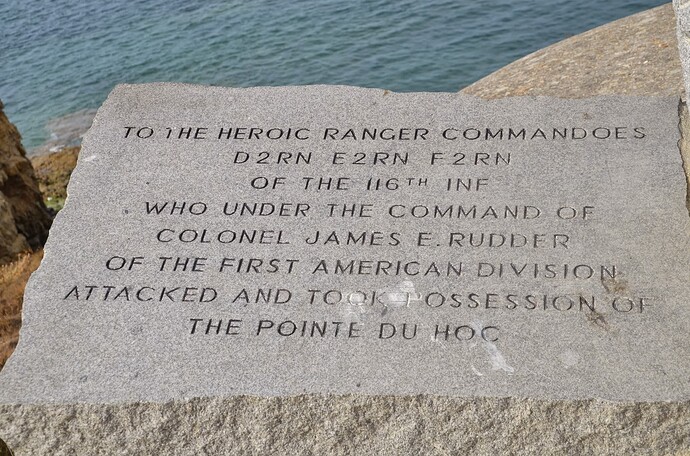 TO THE HEROIC RANGER COMMANDOES
D2RN E2RN F2RN
OF THE 116TH INF
WHO UNDER THE COMMAND OF
COLONEL JAMES E. RUDDER
OF THE FIRST AMERICAN DIVISION
ATTACKED AND TOOK POSSESSION OF
THE POINTE DU HOC